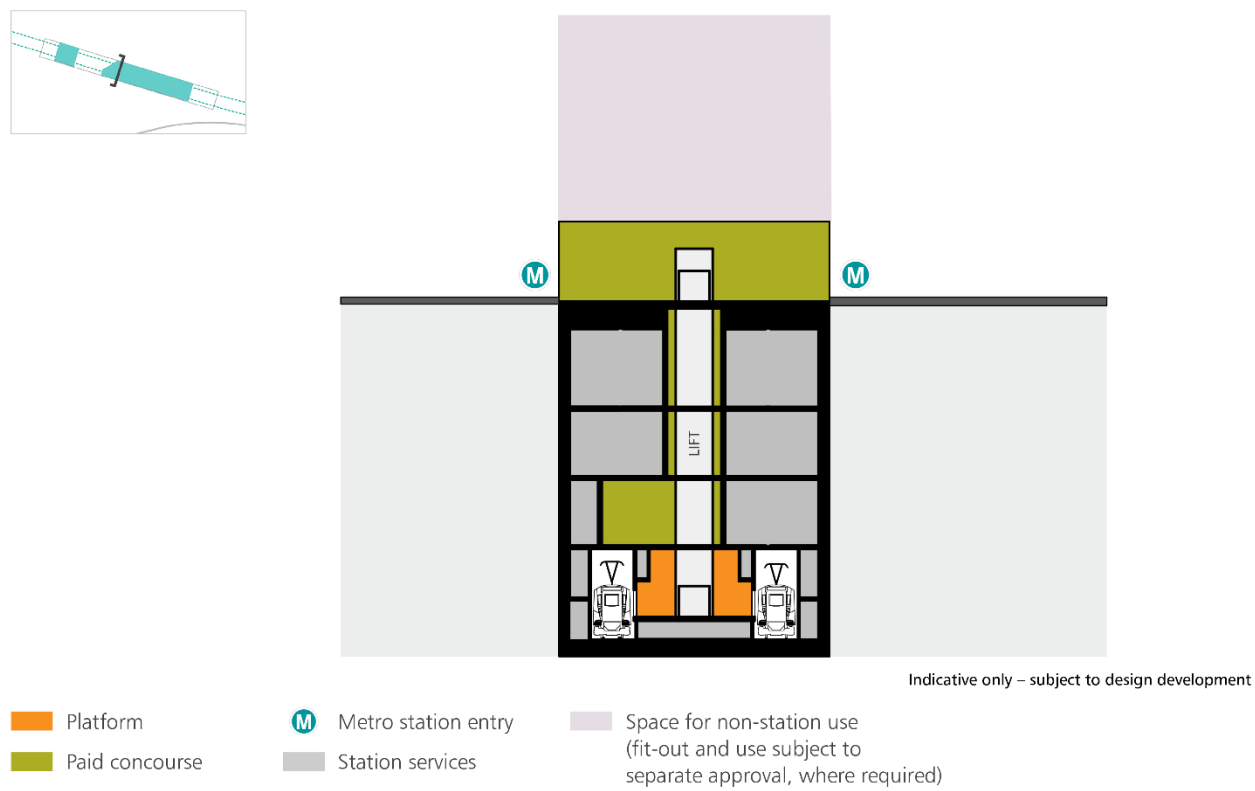 M
M
LIFT
Indicative only – subject to design development
Platform
M Metro station entry
Space for non-station use
(fit-out and use subject to
separate approval, where required)
Paid concourse
Station services